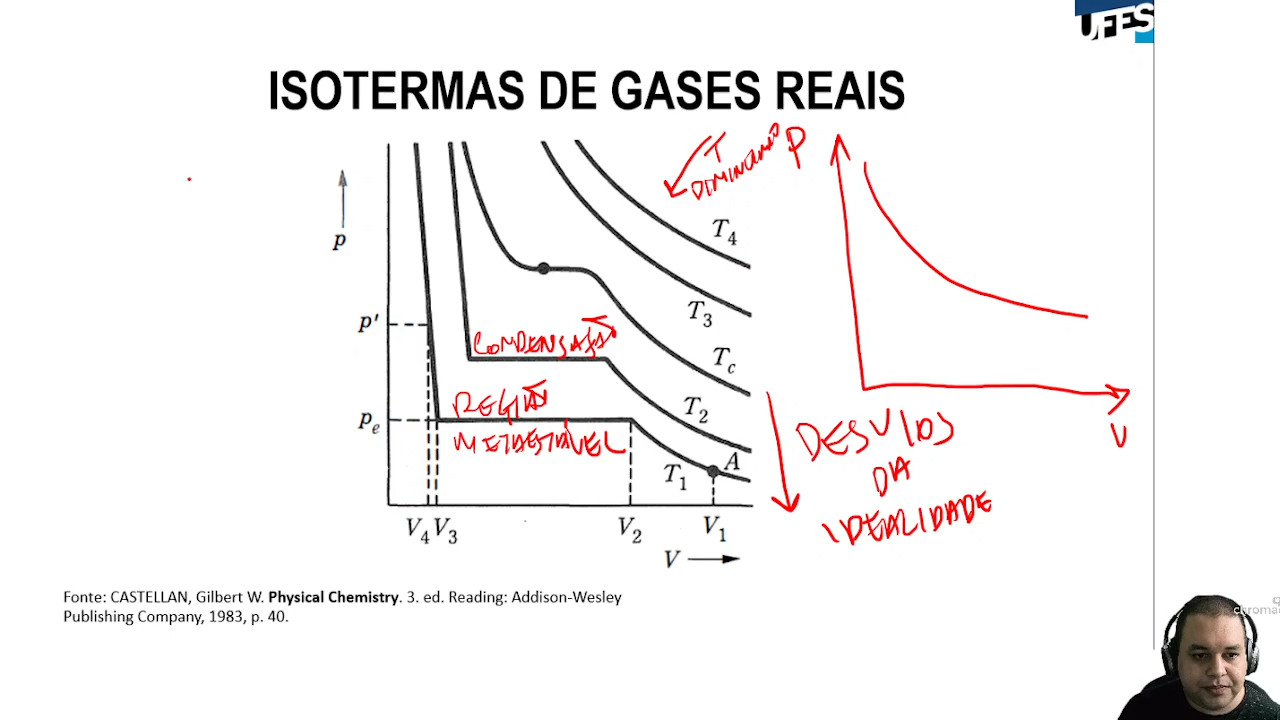 UFES
ISOTERMAS DE GASES REAIS
T
DIMINUINDO
P
p
T4
T3
p'
CONDENSAÇÃO
Tc
REGIÃO
T2
pe
METAESTÁVEL
A
T1
DESVIOS
DA
IDEALIDADE
V
V4 V3 V2 V1
V
Fonte: CASTELLAN, Gilbert W. Physical Chemistry. 3. ed. Reading: Addison-Wesley
Publishing Company, 1983, p. 40.